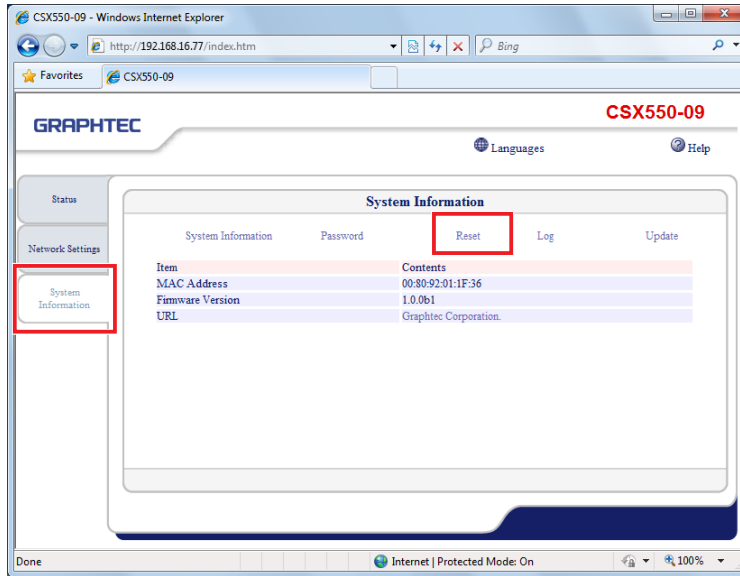 CSX550-09 - Windows Internet Explorer
http://192.168.16.77/index.htm
Bing
Favorites
CSX550-09
GRAPHTEC
CSX550-09
Languages
Help
Status
Network Settings
System
Information
System Information
System Information Password Reset Log Update
Item Contents
MAC Address 00:80:92:01:1F:36
Firmware Version 1.0.0b1
URL Graphtec Corporation.
Done
Internet | Protected Mode: On
100%